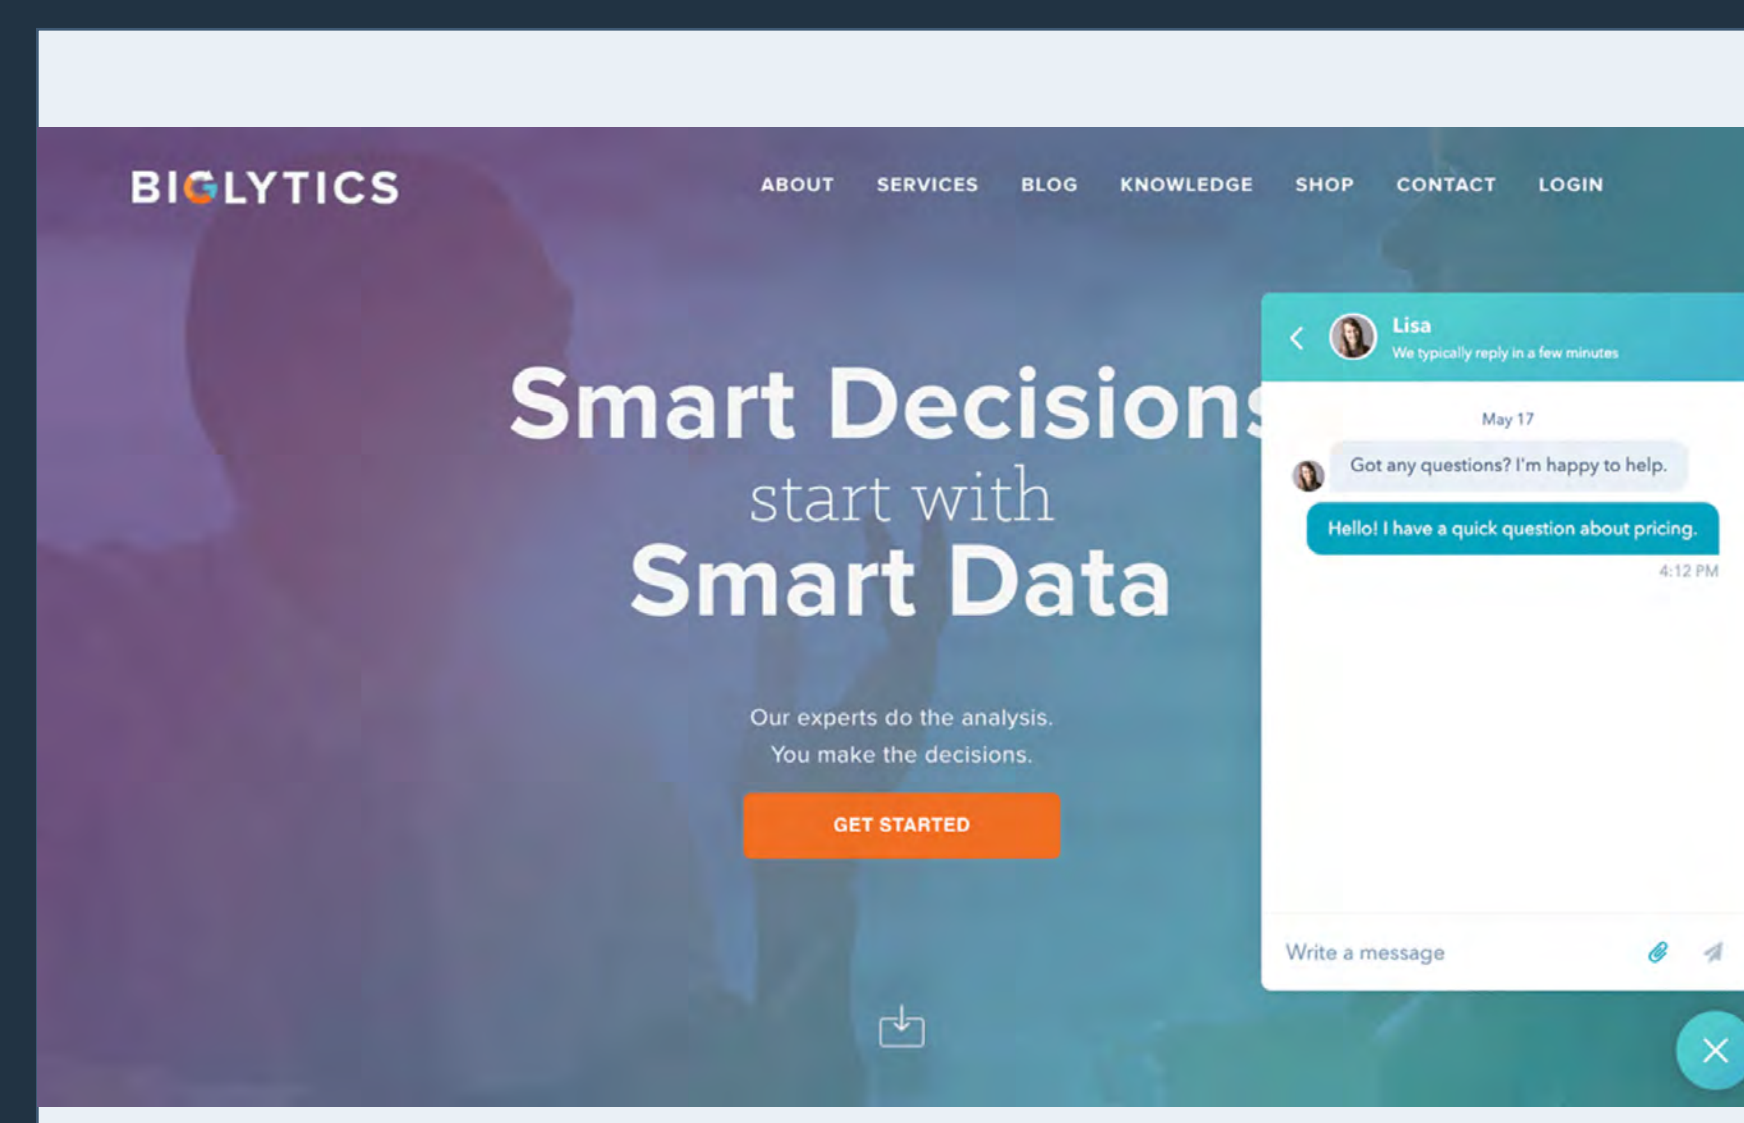 BIGLYTICS
ABOUT SERVICES BLOG KNOWLEDGE SHOP CONTACT LOGIN
Smart Decisions
start with
Smart Data
Our experts do the analysis.
You make the decisions.
GET STARTED
Lisa
We typically reply in a few minutes
May 17
Got any questions? I'm happy to help.
Hello! I have a quick question about pricing.
4:12 PM
Write a message